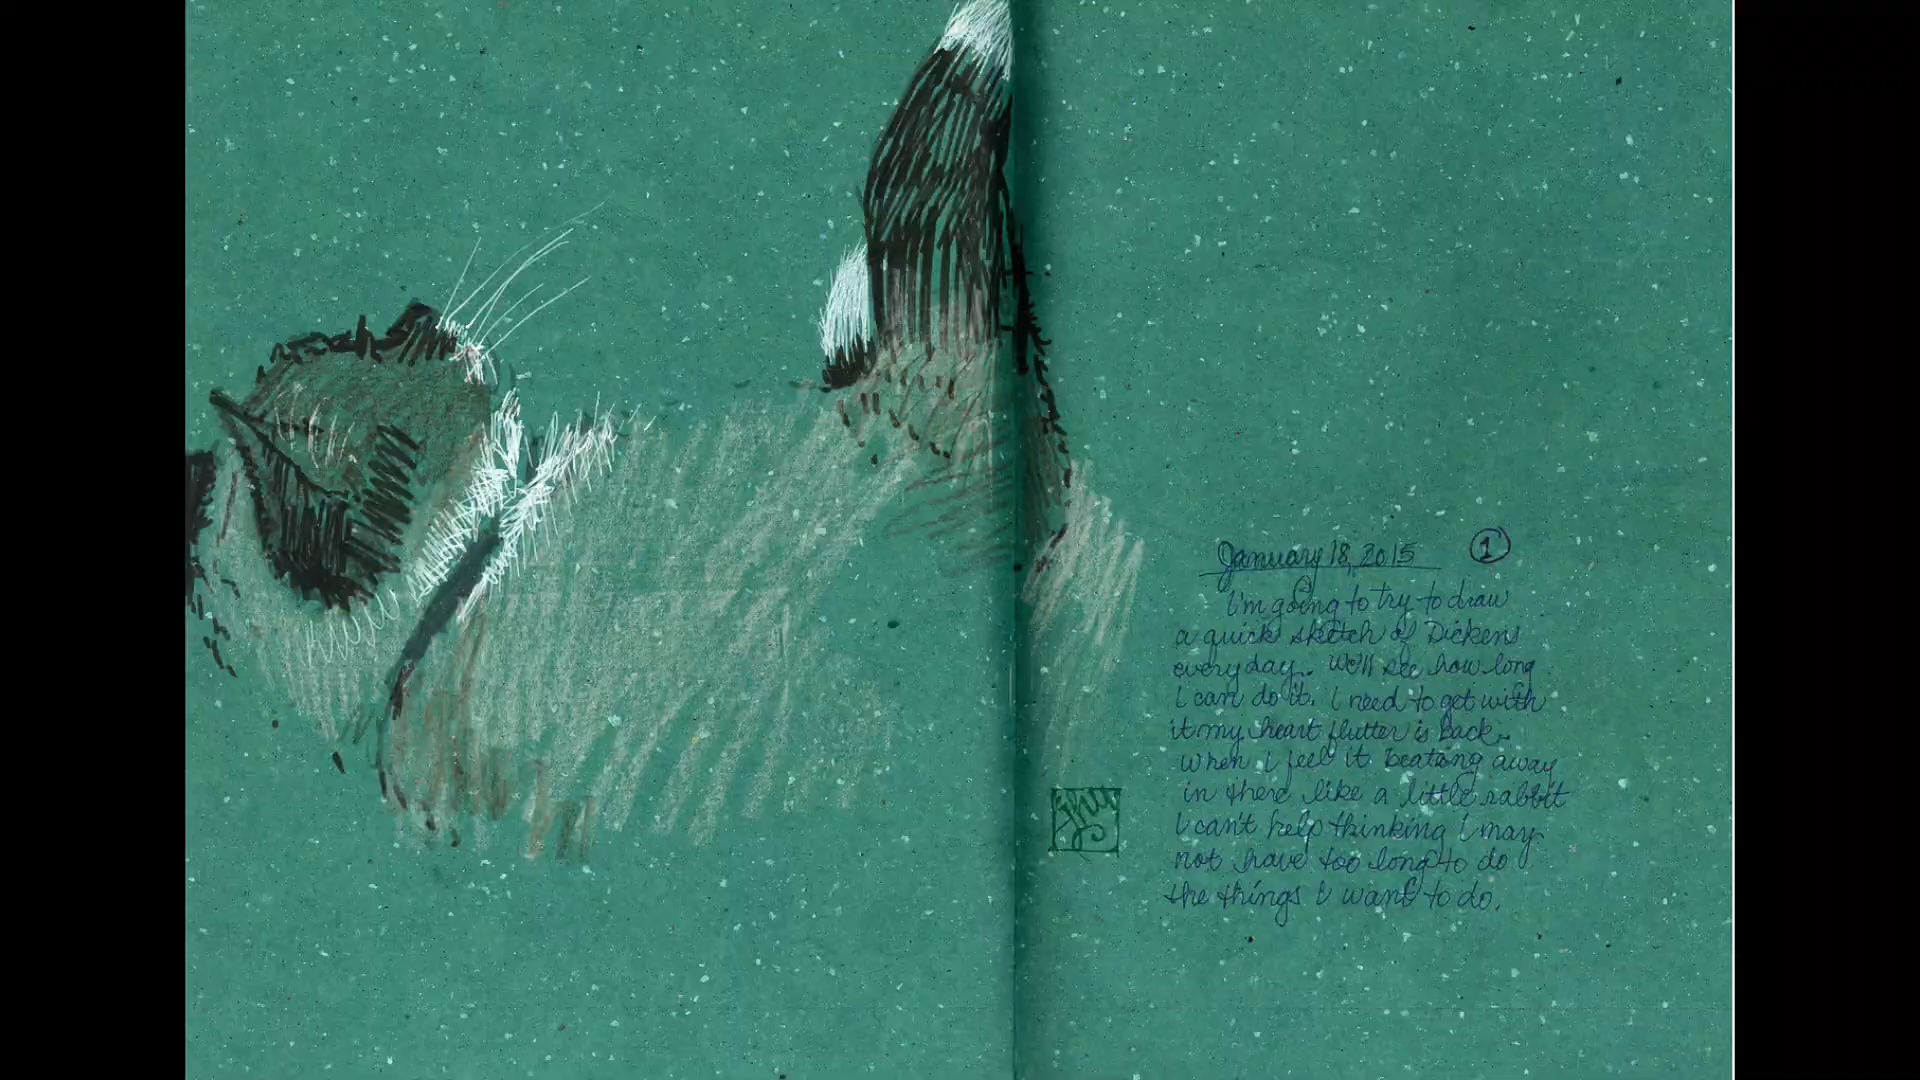 January 18, 2015 1
I'm going to try to draw
a quick sketch of Dickens
every day. We'll see how long
I can do it. I need to get with
it my heart flutter is back.
When I feel it beating away
in there like a little rabbit
I can't help thinking I may
not have too long to do
the things I want to do.